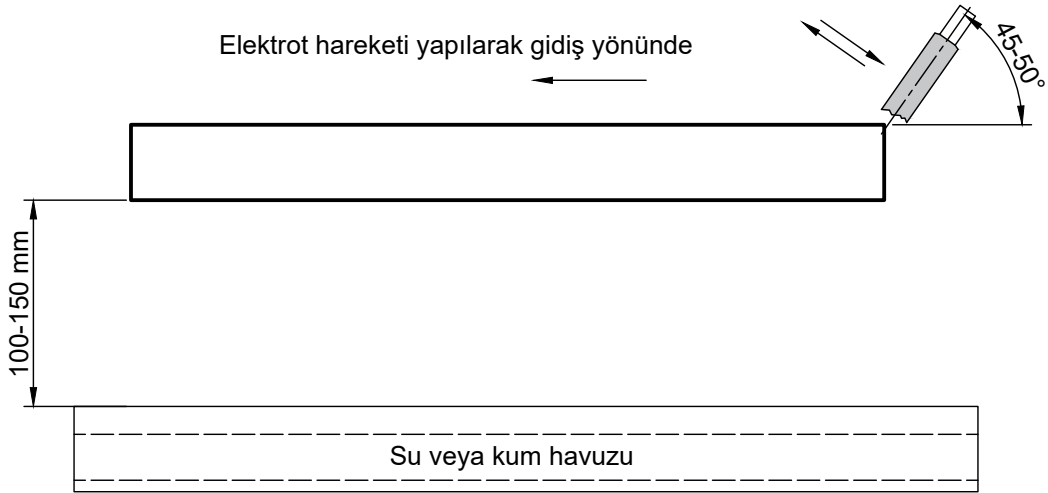 Elektrot hareketi yapılarak gidiş yönünde
45-50°
100-150 mm
Su veya kum havuzu